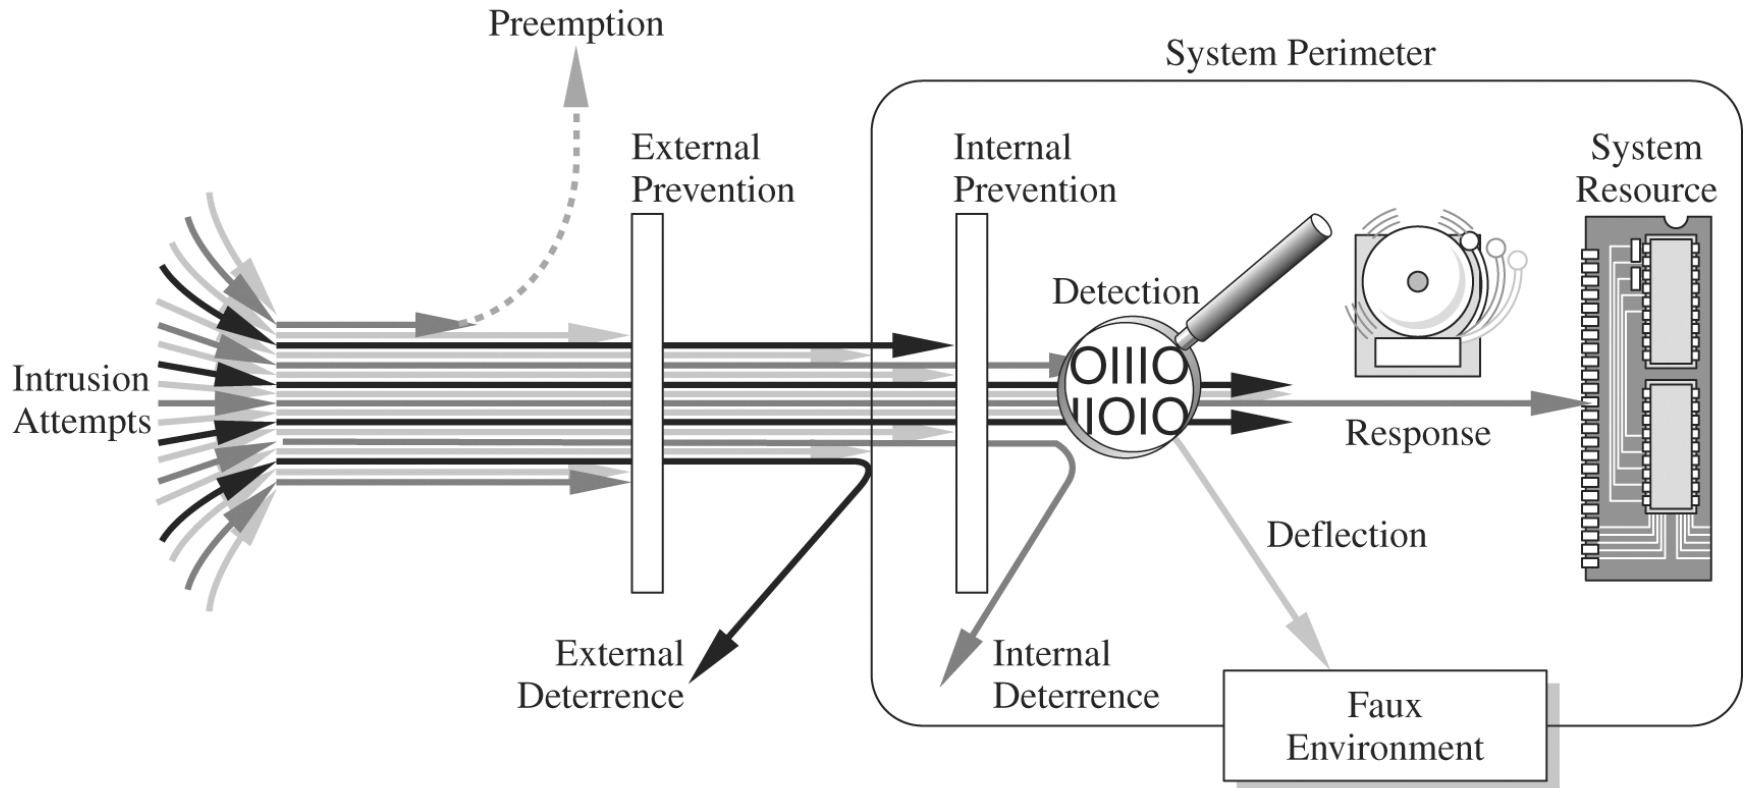 Preemption
System Perimeter
External
Prevention
Internal
Prevention
System
Resource
Detection
OIIIO
IIOIO
Intrusion
Attempts
Response
Deflection
External
Deterrence
Internal
Deterrence
Faux
Environment